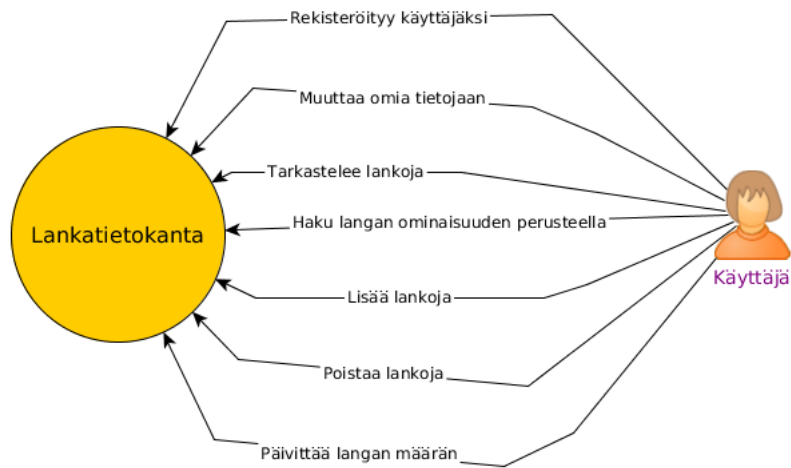 Rekisteröityy käyttäjäksi
Muuttaa omia tietojaan
Tarkastelee lankoja
Haku langan ominaisuuden perusteella
Lankatietokanta
Käyttäjä
Lisää lankoja
Poistaa lankoja
Päivittää langan määrän